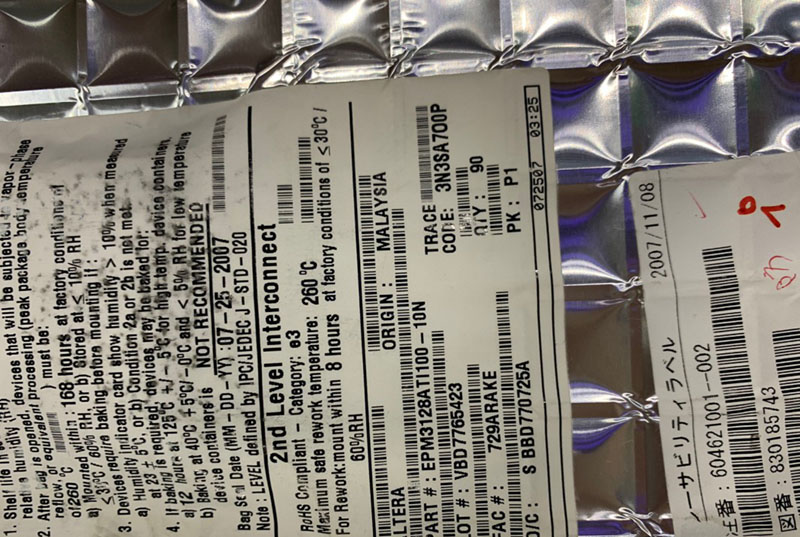 1. Shelf life
relative humidity (RH)
2. After bag is opened, devices that will be subjected vapor-phase
reflow, or equivalent processing (peak package body temperature
of 260 °C ) must be:
a) Mounted within: 168 hours at factory conditions of
≤ 30°C / 60% RH, or b) Stored at ≤ 10% RH
3. Devices require baking before mounting if:
a) Humidity indicator card show humidity > 10% when measured
at 23 ± 5°C, or b) Condition 2a or 2b is not met.
4. If baking is required, devices may be baked for:
a) 12 hours at 125°C +/- 5°C for high temp. device containers,
b) Baking at 40°C +5°C/-0°C and < 5% RH for low temperature
device containers is NOT RECOMMENDED
Bag Seal Date (MM-DD-YY) :07-25-2007
Note : LEVEL defined by IPC/JEDEC J-STD-020
2nd Level Interconnect
RoHS Compliant - Category: e3
Maximum safe rework temperature: 260 °C
For Rework:mount within 8 hours at factory conditions of ≤ 30°C /
60%RH
ALTERA ORIGIN : MALAYSIA
PART # : EPM3128ATI100-10N
LOT # : VBD7765423 TRACE CODE: 3N3SA700P
FAC # : 729ARAKE QTY: 90
D/C : S BBD770725A PK : P1
072507 03:25
2007/11/08
ノーサビリティラベル
注番 : 604621001--002
図番 : 830185743